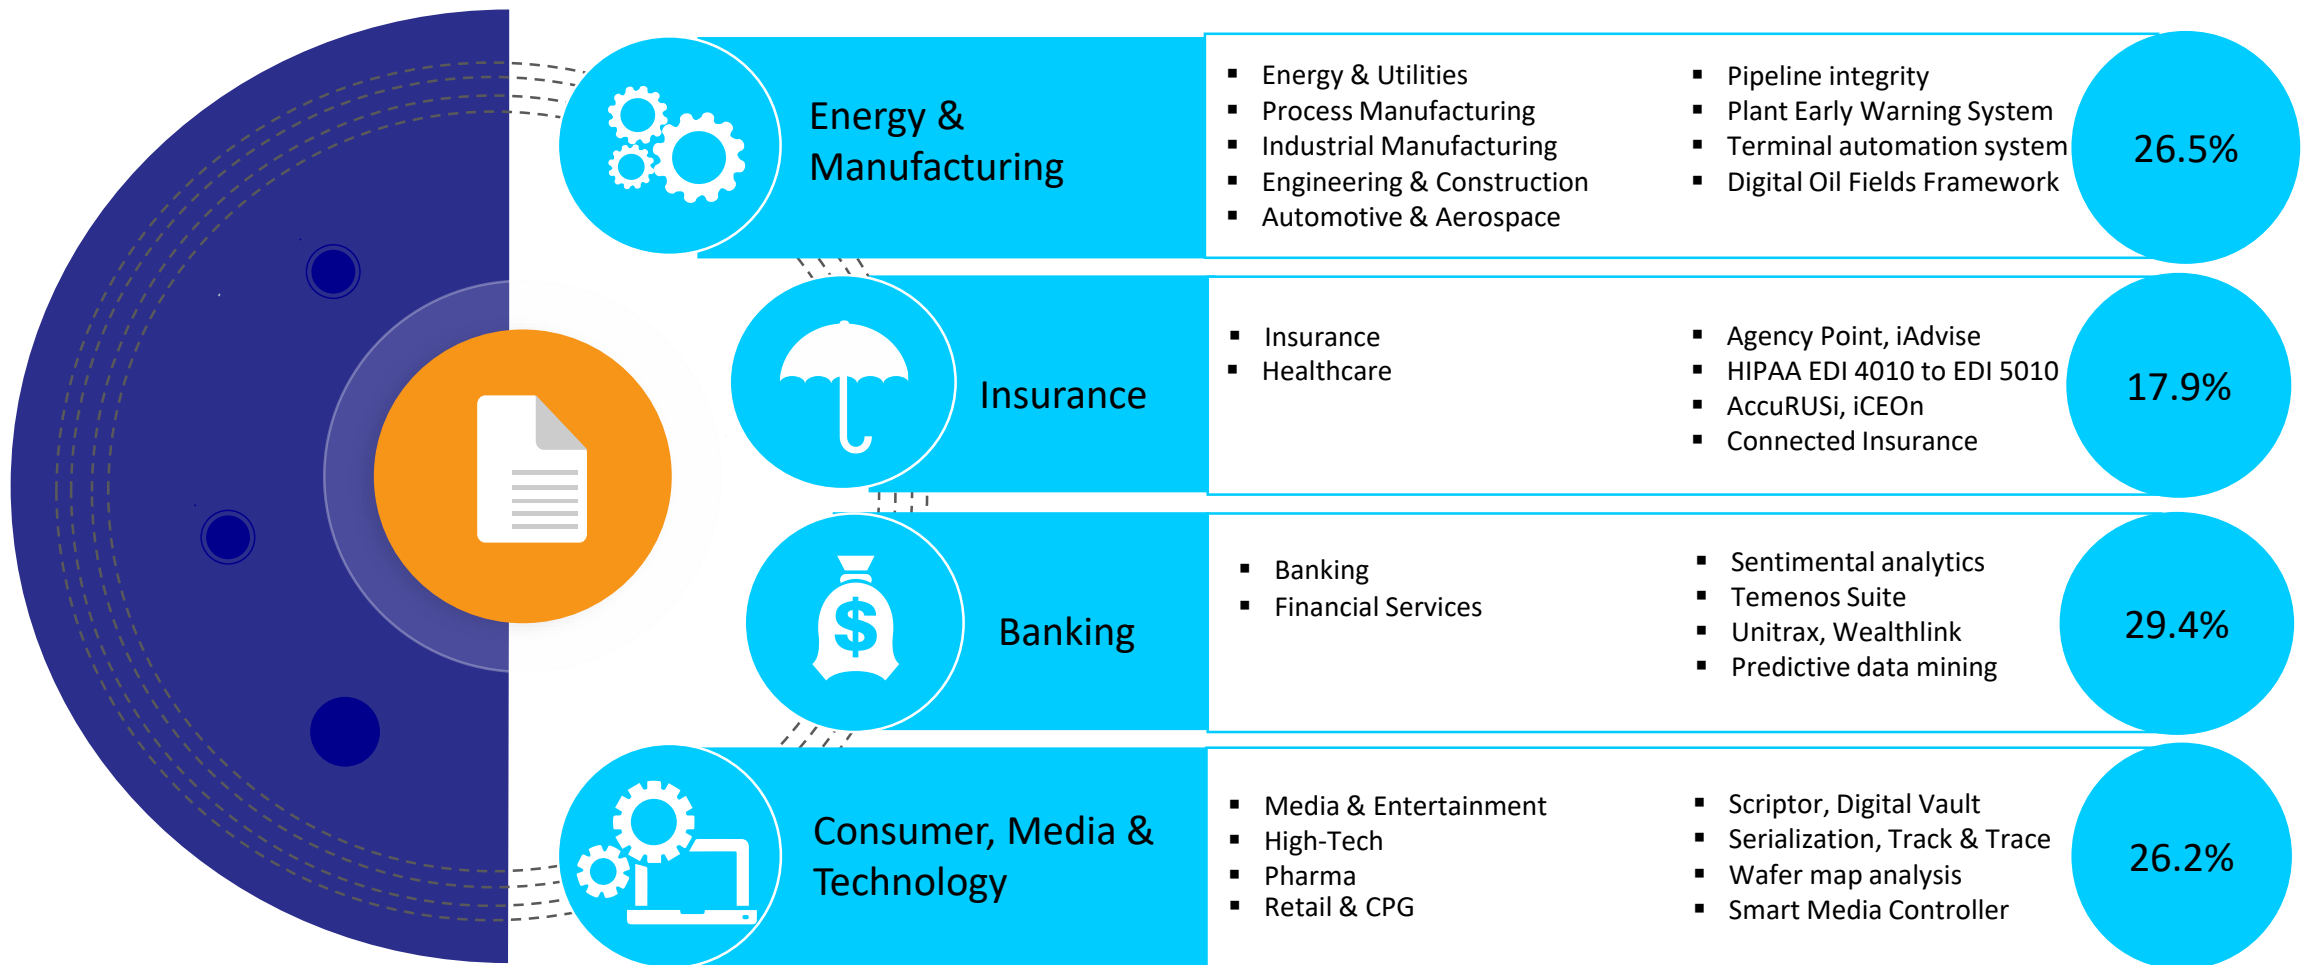 Energy &
Manufacturing
Energy & Utilities
Process Manufacturing
Industrial Manufacturing
Engineering & Construction
Automotive & Aerospace
Pipeline integrity
Plant Early Warning System
Terminal automation system
Digital Oil Fields Framework
26.5%
Insurance
Insurance
Healthcare
Agency Point, iAdvise
HIPAA EDI 4010 to EDI 5010
AccuRUSi, iCEOn
Connected Insurance
17.9%
$
Banking
Banking
Financial Services
Sentimental analytics
Temenos Suite
Unitrax, Wealthlink
Predictive data mining
29.4%
Consumer, Media &
Technology
Media & Entertainment
High-Tech
Pharma
Retail & CPG
Scriptor, Digital Vault
Serialization, Track & Trace
Wafer map analysis
Smart Media Controller
26.2%